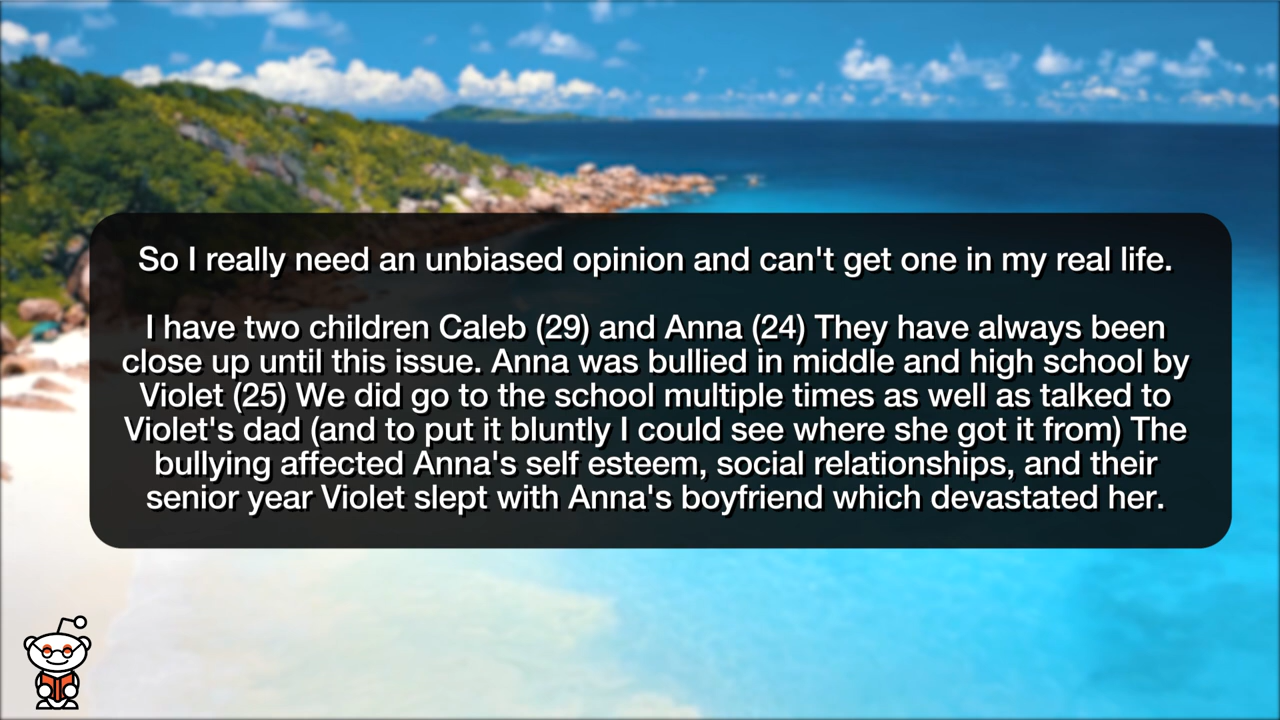 So I really need an unbiased opinion and can't get one in my real life.
I have two children Caleb (29) and Anna (24) They have always been
close up until this issue. Anna was bullied in middle and high school by
Violet (25) We did go to the school multiple times as well as talked to
Violet's dad (and to put it bluntly I could see where she got it from) The
bullying affected Anna's self esteem, social relationships, and their
senior year Violet slept with Anna's boyfriend which devastated her.